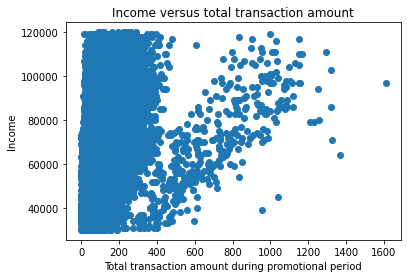 Income versus total transaction amount
120000
100000
80000
60000
40000
Income
0 200 400 600 800 1000 1200 1400 1600
Total transaction amount during promotional period